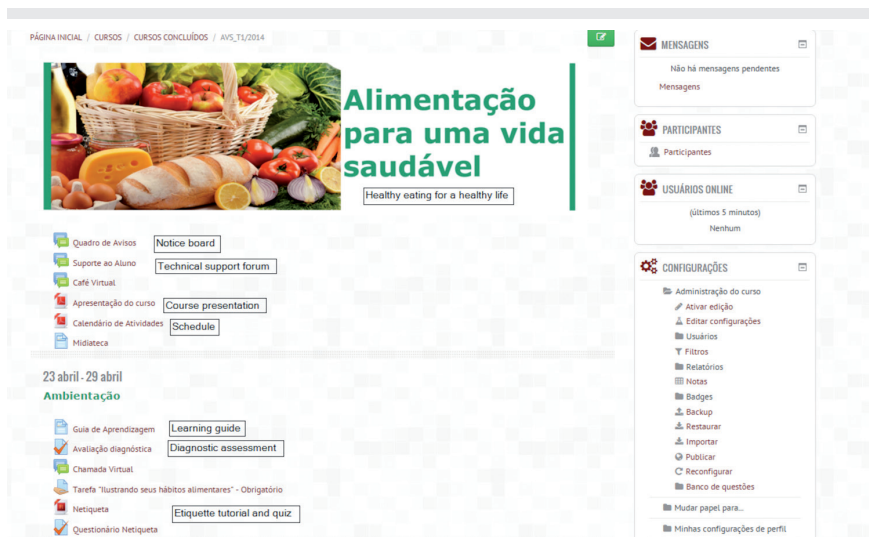 PÁGINA INICIAL / CURSOS / CURSOS CONCLUÍDOS / AVS_T1/2014
Alimentação
para uma vida
saudável
Healthy eating for a healthy life
Quadro de Avisos Notice board
Suporte ao Aluno Technical support forum
Café Virtual
Apresentação do curso Course presentation
Calendário de Atividades Schedule
Midiateca
23 abril - 29 abril
Ambientação
Guia de Aprendizagem Learning guide
Avaliação diagnóstica Diagnostic assessment
Chamada Virtual
Tarefa "Ilustrando seus hábitos alimentares" - Obrigatório
Netiqueta
Etiquette tutorial and quiz
Questionário Netiqueta
MENSAGENS
Não há mensagens pendentes
Mensagens
PARTICIPANTES
Participantes
USUÁRIOS ONLINE
(últimos 5 minutos)
Nenhum
CONFIGURAÇÕES
Administração do curso
Ativar edição
Editar configurações
Usuários
Filtros
Relatórios
Notas
Badges
Backup
Restaurar
Importar
Publicar
Reconfigurar
Banco de questões
Mudar papel para...
Minhas configurações de perfil